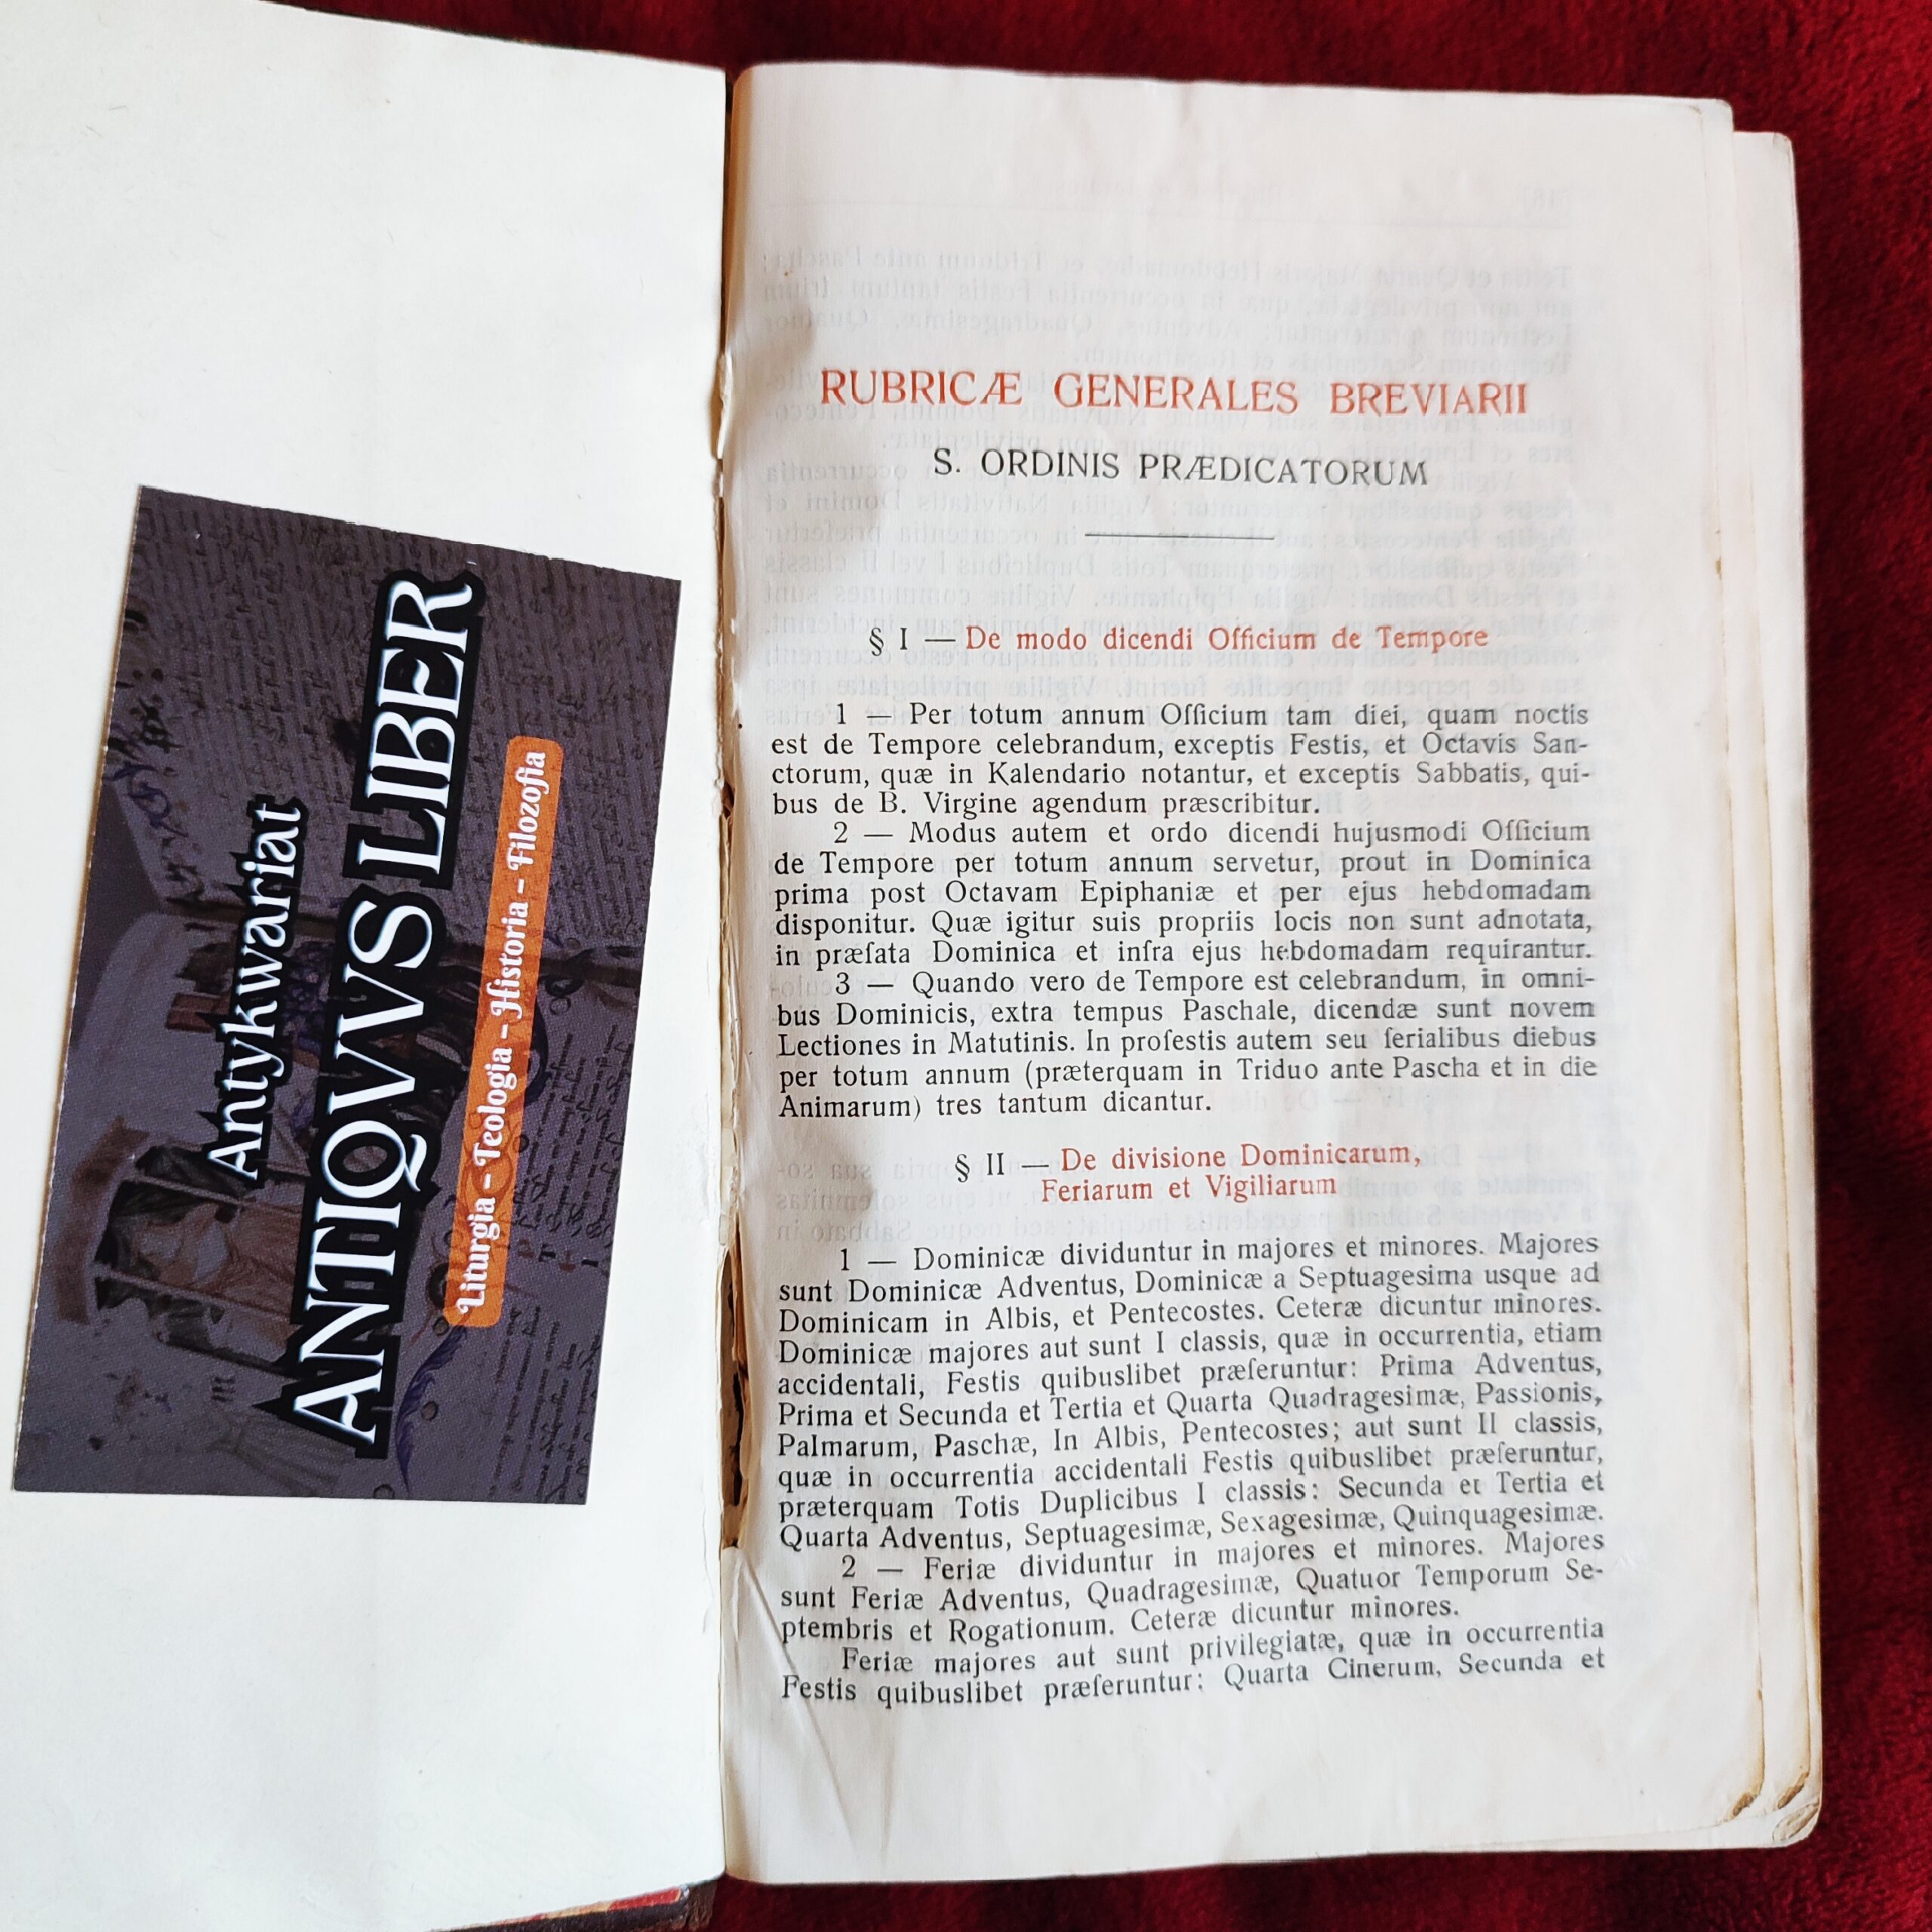 Antykwariat
ANTIQVVS LIBER
Liturgia – Teologia – Historia – Filozofia
RUBRICÆ GENERALES BREVIARII
S. ORDINIS PRÆDICATORUM
§ I — De modo dicendi Officium de Tempore
1 — Per totum annum Officium tam diei, quam noctis
est de Tempore celebrandum, exceptis Festis, et Octavis San-
ctorum, quæ in Kalendario notantur, et exceptis Sabbatis, qui-
bus de B. Virgine agendum præscribitur.
2 — Modus autem et ordo dicendi hujusmodi Officium
de Tempore per totum annum servetur, prout in Dominica
prima post Octavam Epiphaniæ et per ejus hebdomadam
disponitur. Quæ igitur suis propriis locis non sunt adnotata,
in præfata Dominica et infra ejus hebdomadam requirantur.
3 — Quando vero de Tempore est celebrandum, in omni-
bus Dominicis, extra tempus Paschale, dicendæ sunt novem
Lectiones in Matutinis. In profestis autem seu ferialibus diebus
per totum annum (præterquam in Triduo ante Pascha et in die
Animarum) tres tantum dicantur.
§ II — De divisione Dominicarum,
Feriarum et Vigiliarum
1 — Dominicæ dividuntur in majores et minores. Majores
sunt Dominicæ Adventus, Dominicæ a Septuagesima usque ad
Dominicam in Albis, et Pentecostes. Ceteræ dicuntur minores.
Dominicæ majores aut sunt I classis, quæ in occurrentia, etiam
accidentali, Festis quibuslibet præferuntur: Prima Adventus,
Prima et Secunda et Tertia et Quarta Quadragesimæ, Passionis,
Palmarum, Paschæ, In Albis, Pentecostes; aut sunt II classis,
quæ in occurrentia accidentali Festis quibuslibet præferuntur,
præterquam Totis Duplicibus I classis: Secunda et Tertia et
Quarta Adventus, Septuagesimæ, Sexagesimæ, Quinquagesimæ.
2 — Feriæ dividuntur in majores et minores. Majores
sunt Feriæ Adventus, Quadragesimæ, Quatuor Temporum Se-
ptembris et Rogationum. Ceteræ dicuntur minores.
Feriæ majores aut sunt privilegiatæ, quæ in occurrentia
Festis quibuslibet præferuntur: Quarta Cinerum, Secunda et